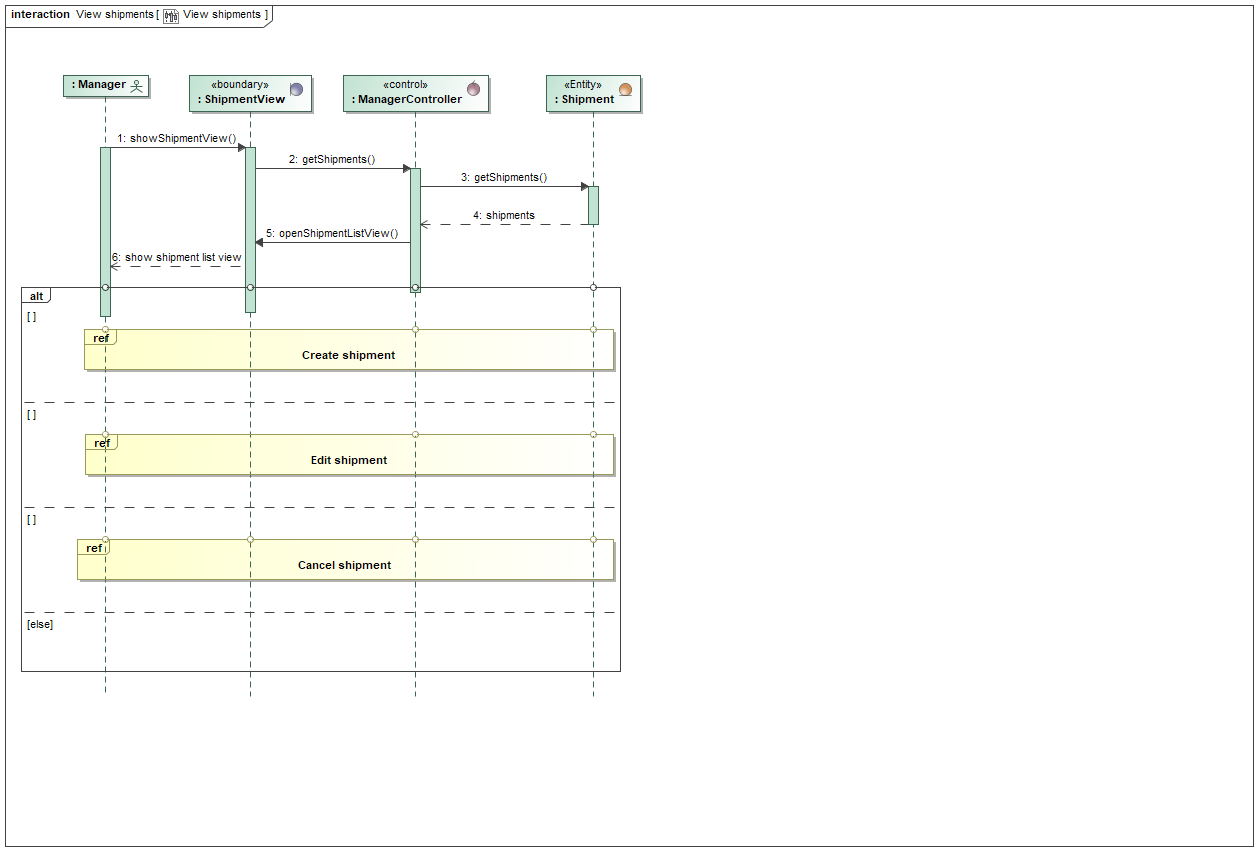 interaction View shipments [ View shipments ]
: Manager
«boundary»
: ShipmentView
«control»
: ManagerController
«Entity»
: Shipment
1: showShipmentView()
2: getShipments()
3: getShipments()
4: shipments
5: openShipmentListView()
6: show shipment list view
alt
[ ]
ref
Create shipment
[ ]
ref
Edit shipment
[ ]
ref
Cancel shipment
[else]